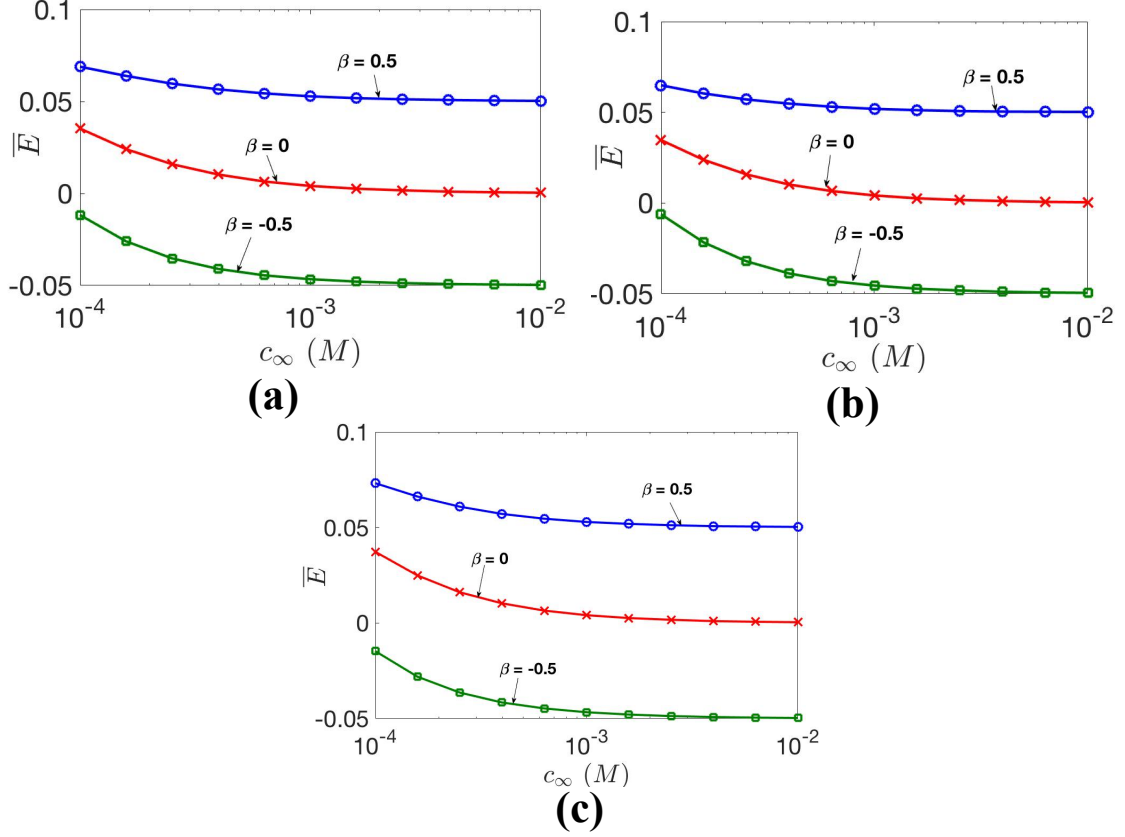 0.1
β = 0.5
0.05
E̅
β = 0
0
β = -0.5
-0.05
10⁻⁴ 10⁻³ 10⁻²
c∞ (M)
(a)
0.1
β = 0.5
0.05
E̅
β = 0
0
β = -0.5
-0.05
10⁻⁴ 10⁻³ 10⁻²
c∞ (M)
(b)
0.1
β = 0.5
0.05
E̅
β = 0
0
β = -0.5
-0.05
10⁻⁴ 10⁻³ 10⁻²
c∞ (M)
(c)